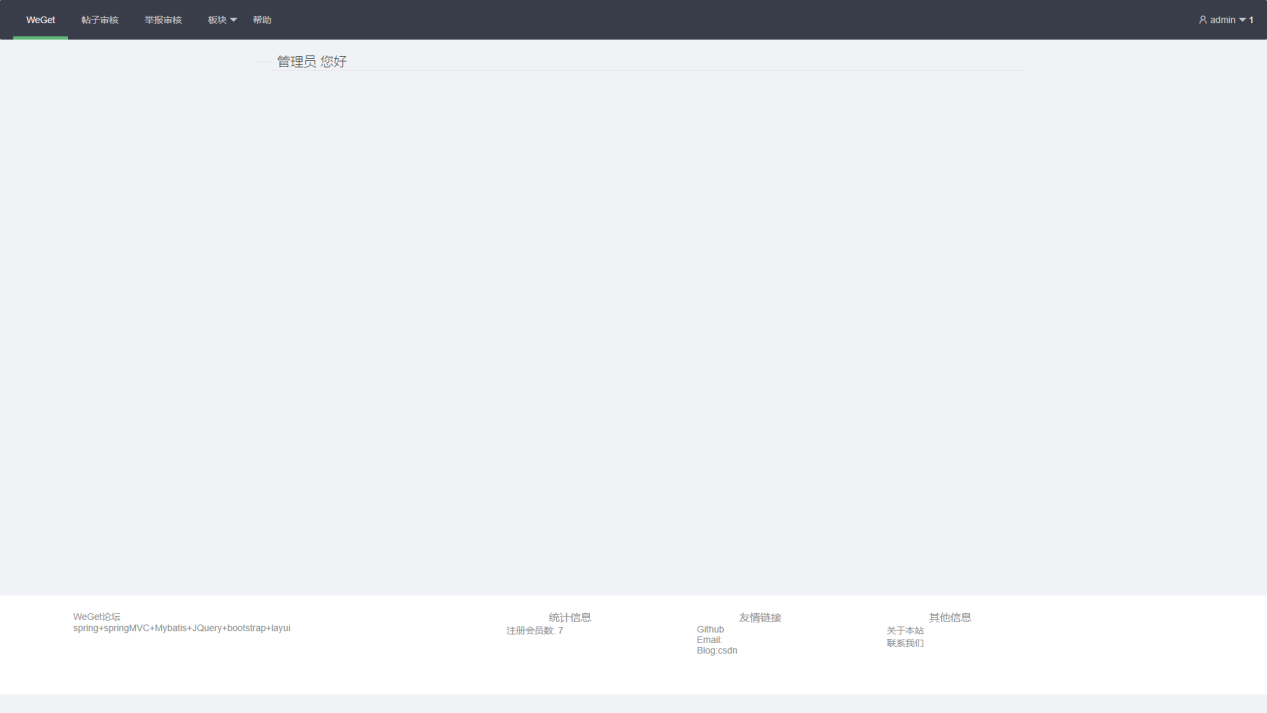 WeGet 帖子审核 举报审核 板块 帮助 admin 1
管理员 您好
WeGet论坛
spring+springMVC+Mybatis+JQuery+bootstrap+layui
统计信息
注册会员数: 7
友情链接
Github
Email:
Blog:csdn
其他信息
关于本站
联系我们